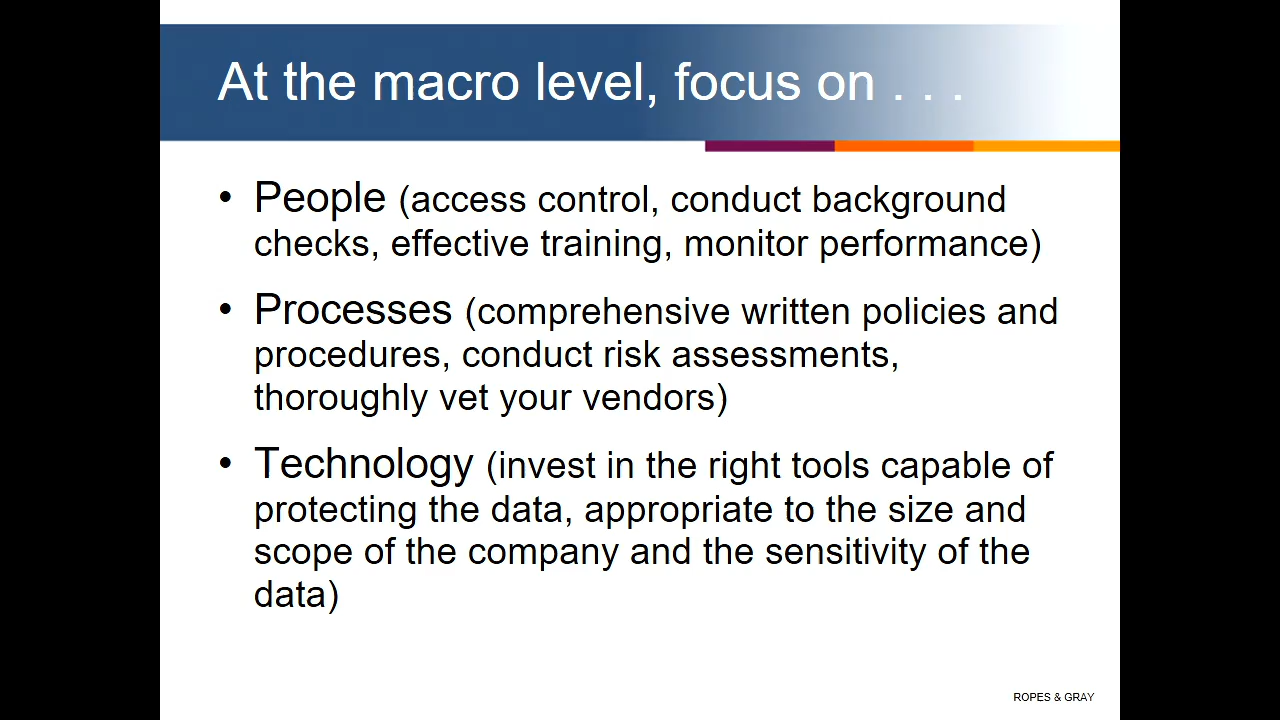 At the macro level, focus on . . .
• People (access control, conduct background
checks, effective training, monitor performance)
• Processes (comprehensive written policies and
procedures, conduct risk assessments,
thoroughly vet your vendors)
• Technology (invest in the right tools capable of
protecting the data, appropriate to the size and
scope of the company and the sensitivity of the
data)
ROPES & GRAY